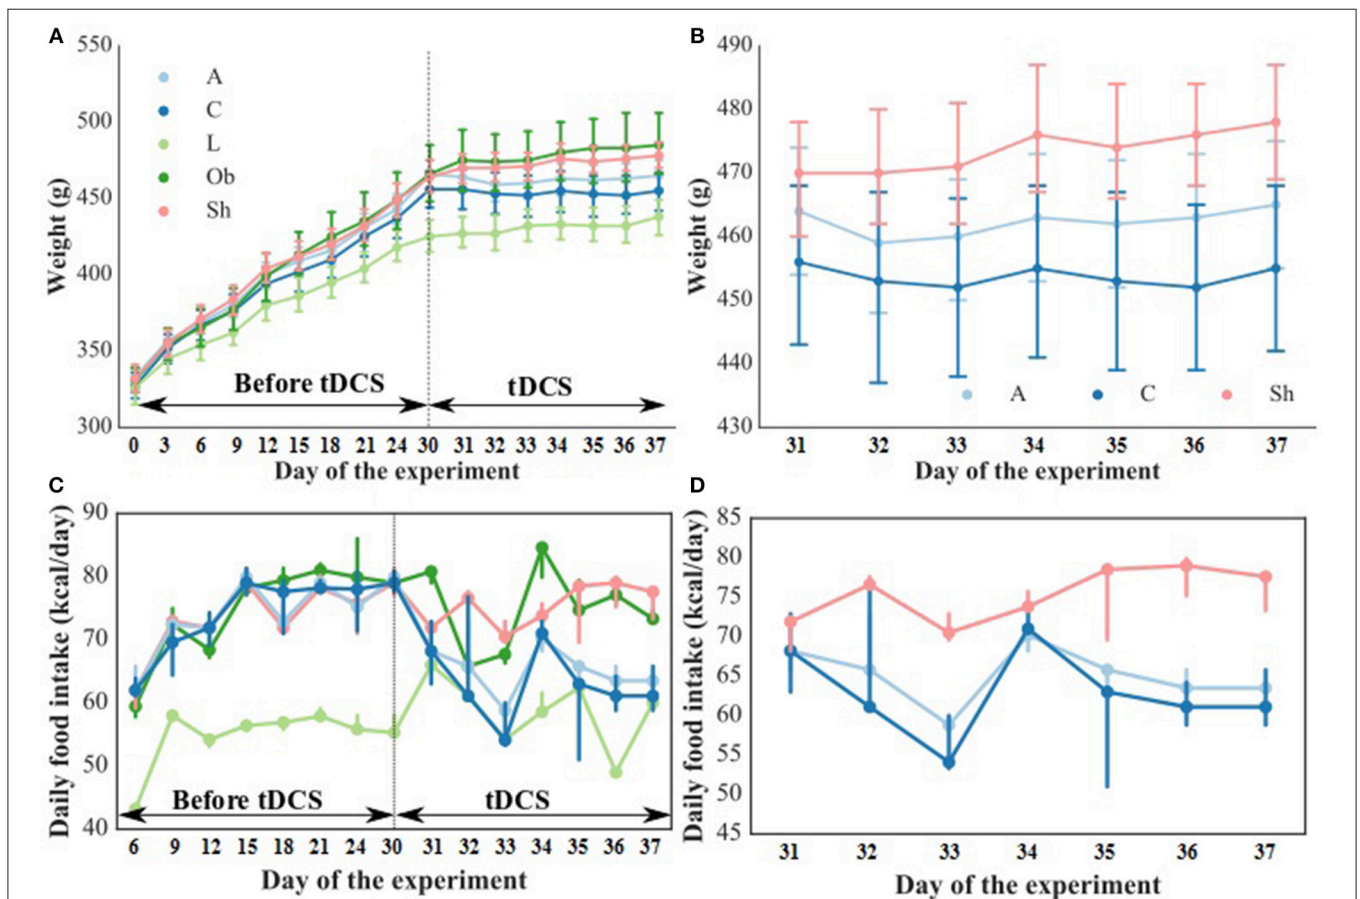 A
550
500
450
400
350
300
Weight (g)
A
C
L
Ob
Sh
Before tDCS
tDCS
0 3 6 9 12 15 18 21 24 30 31 32 34 35 36 37
Day of the experiment
B
490
480
470
460
450
440
430
Weight (g)
A C Sh
31 32 33 34 35 36 37
Day of the experiment
C
90
80
70
60
50
40
Daily food intake (kcal/day)
Before tDCS
tDCS
6 9 12 15 18 21 24 30 31 32 33 34 35 36 37
Day of the experiment
D
85
80
75
70
65
60
55
50
45
Daily food intake (kcal/day)
31 32 33 34 35 36 37
Day of the experiment